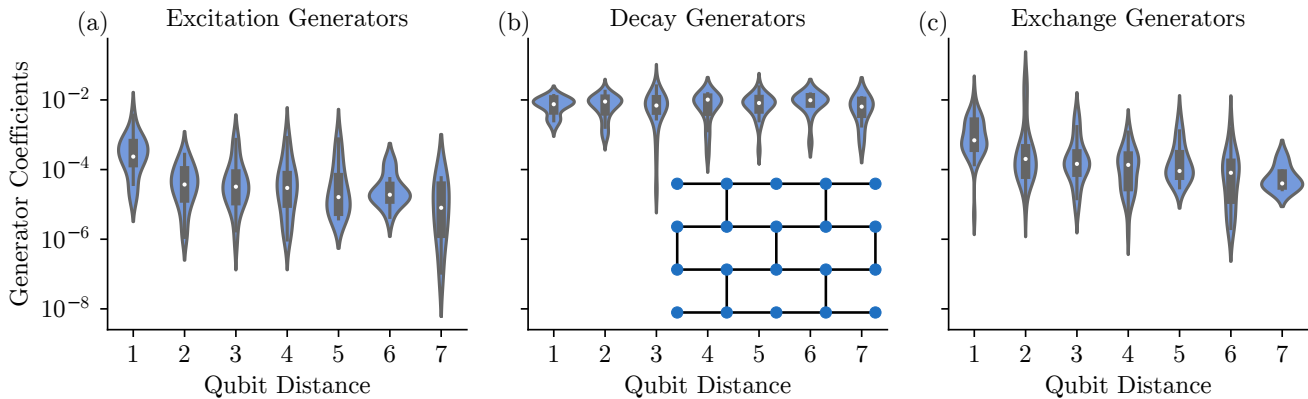 (a) Excitation Generators
(b) Decay Generators
(c) Exchange Generators
Generator Coefficients
10⁻²
10⁻⁴
10⁻⁶
10⁻⁸
1 2 3 4 5 6 7
1 2 3 4 5 6 7
1 2 3 4 5 6 7
Qubit Distance
Qubit Distance
Qubit Distance